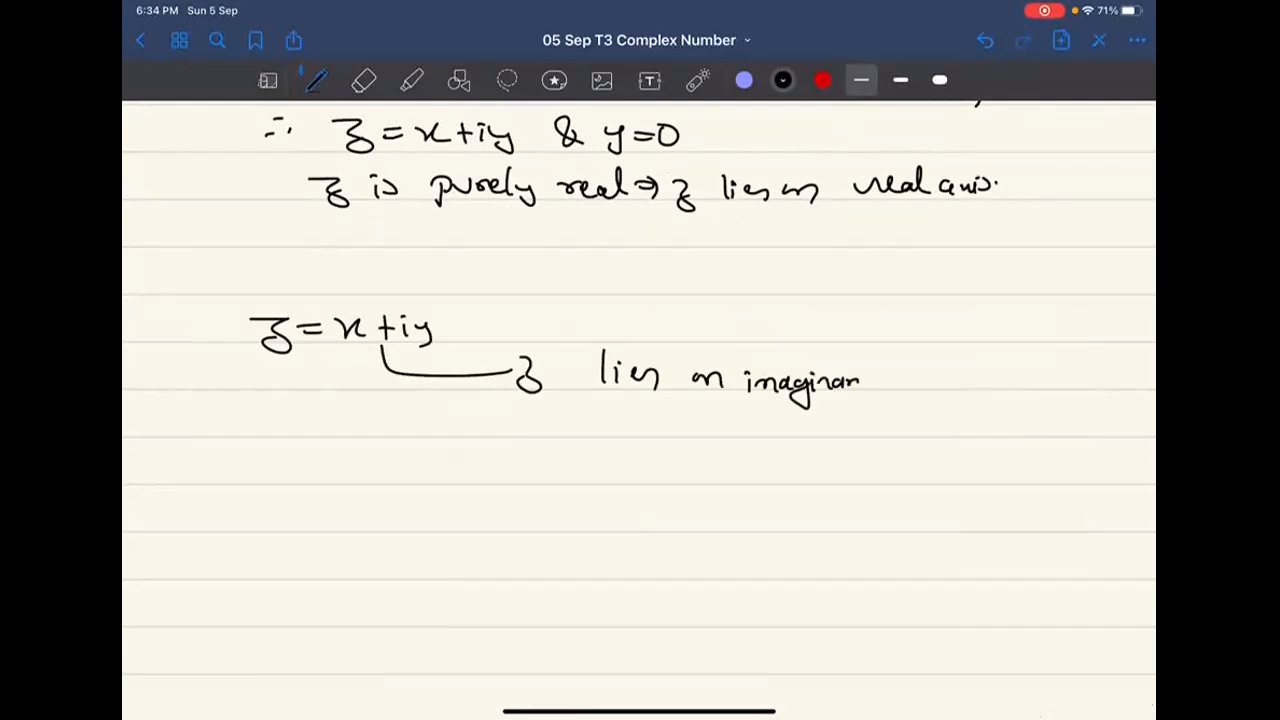 6:34 PM Sun 5 Sep 71%
05 Sep T3 Complex Number
T
∴ z = x+iy & y=0
z is purely real ⇒ z lies on real axis.
z = x+iy
z lies on imaginar